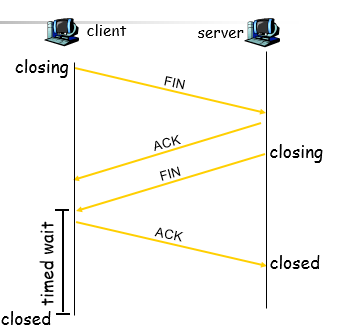 client
server
closing
FIN
ACK
closing
FIN
timed wait
ACK
closed
closed